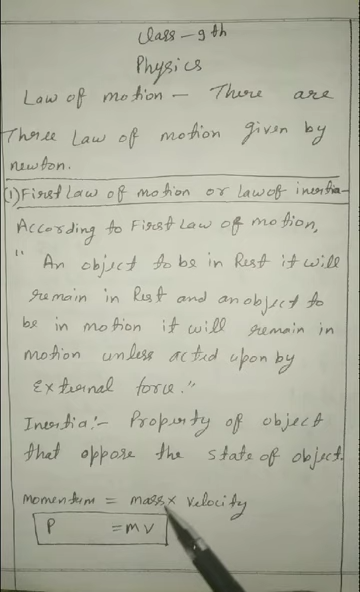 Class - 9th
Physics
Law of motion - There are
Three Law of motion given by
newton.
(1) First Law of motion or law of inertia-
According to First Law of motion,
" An object to be in Rest it will
remain in Rest and an object to
be in motion it will remain in
motion unless acted upon by
External force."
Inertia:- Property of object
that oppose the state of object.
momentum = mass x velocity
P = mv